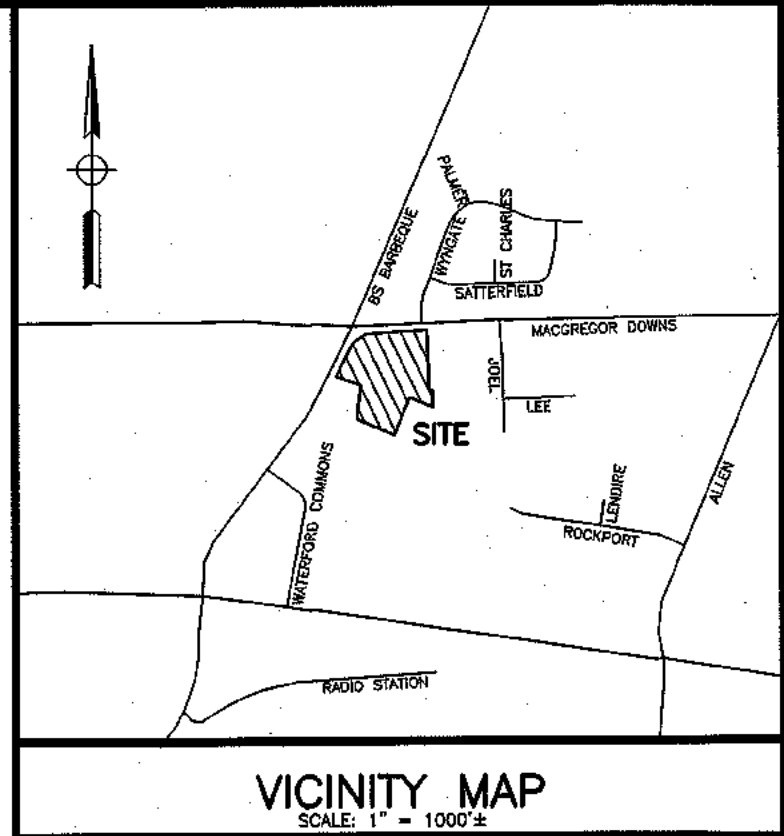 PALMER
BS BARBEQUE
WYNGATE
ST CHARLES
SATTERFIELD
MACGREGOR DOWNS
JOEL
LEE
SITE
WATERFORD COMMONS
LENDIRE
ROCKPORT
ALLEN
RADIO STATION
VICINITY MAP
SCALE: 1" = 1000'±